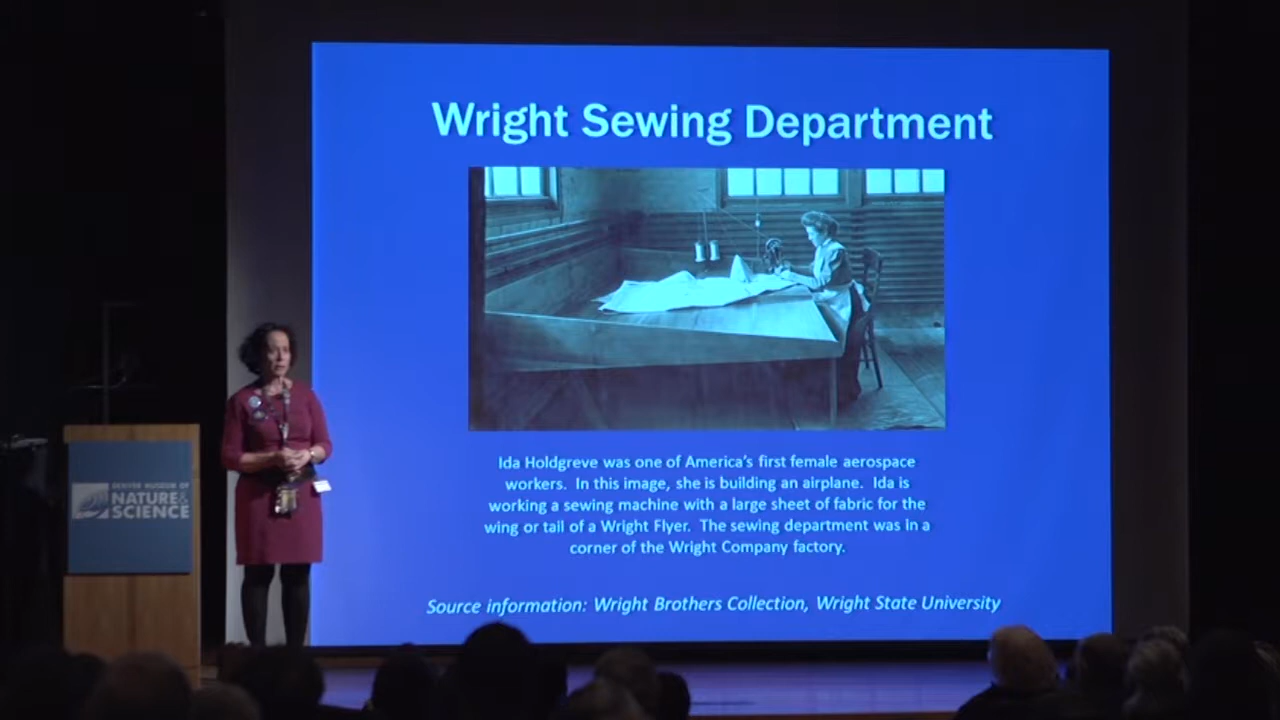 Wright Sewing Department
Ida Holdgreve was one of America's first female aerospace
workers. In this image, she is building an airplane. Ida is
working a sewing machine with a large sheet of fabric for the
wing or tail of a Wright Flyer. The sewing department was in a
corner of the Wright Company factory.
Source information: Wright Brothers Collection, Wright State University
DENVER MUSEUM OF
NATURE &
SCIENCE